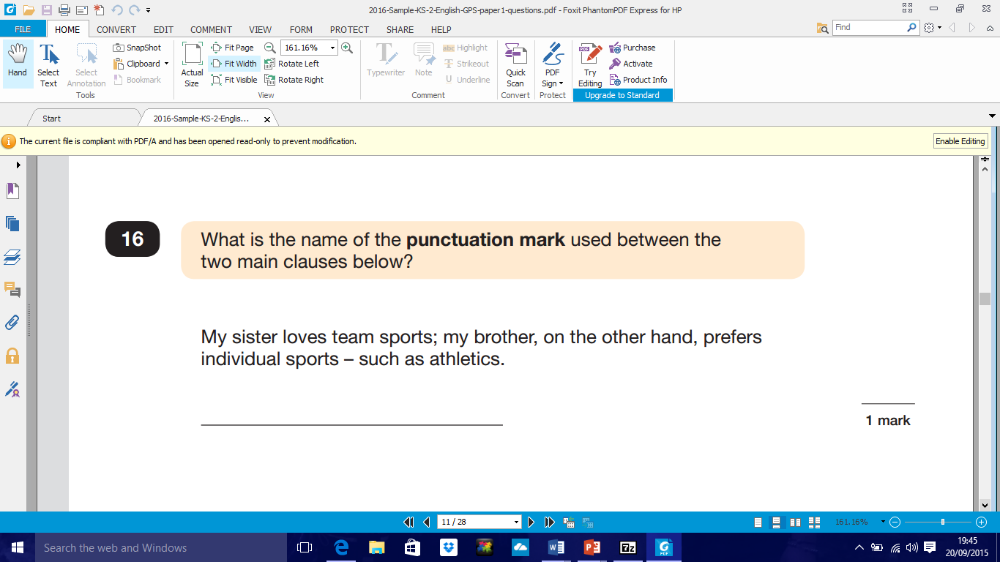 2016-Sample-KS-2-English-GPS-paper1-questions.pdf - Foxit PhantomPDF Express for HP
FILE HOME CONVERT EDIT COMMENT VIEW FORM PROTECT SHARE HELP
Find
Hand
Select Text
Select Annotation
SnapShot
Clipboard
Bookmark
Tools
Actual Size
Fit Page
Fit Width
Fit Visible
161.16%
Rotate Left
Rotate Right
View
Typewriter
Note
abc Highlight
T Strikeout
U Underline
Comment
Quick Scan
Convert
PDF Sign
Protect
PDF
Try Editing
Purchase
Activate
Product Info
Upgrade to Standard
Start
2016-Sample-KS-2-Englis...
The current file is compliant with PDF/A and has been opened read-only to prevent modification.
Enable Editing
16
What is the name of the punctuation mark used between the
two main clauses below?
My sister loves team sports; my brother, on the other hand, prefers
individual sports – such as athletics.
1 mark
11 / 28
161.16%
Search the web and Windows
7z
PDF
19:45
20/09/2015